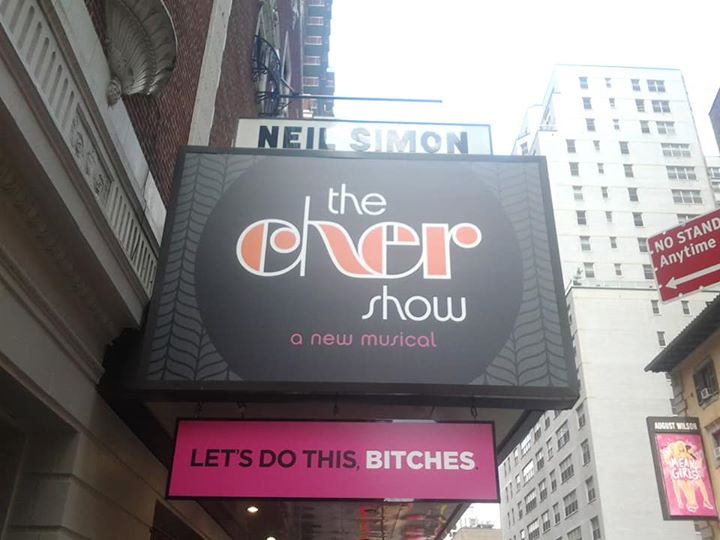 NEIL SIMON
the
cher
show
a new musical
LET'S DO THIS, BITCHES.
NO STAND
Anytime
AUGUST WILSON
MEAN
GIRLS